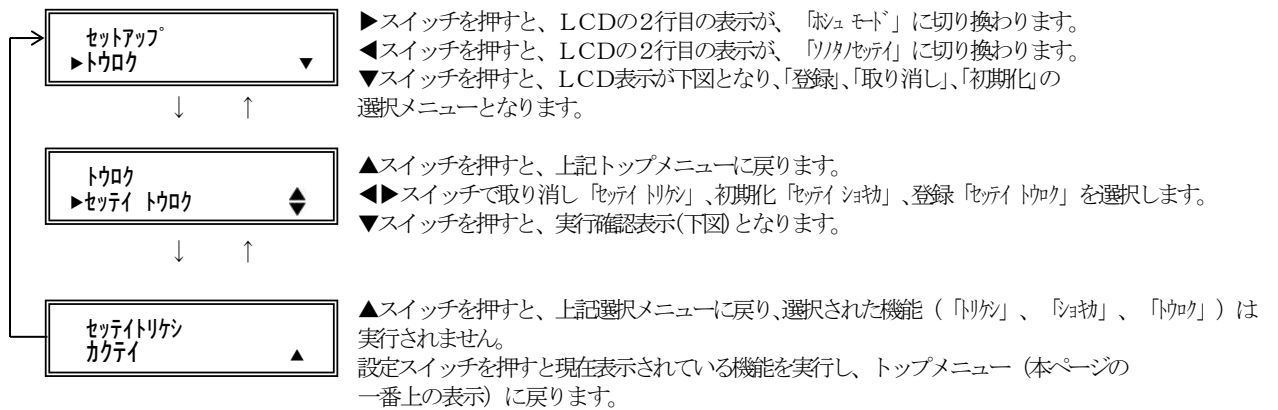 ▶スイッチを押すと、LCDの2行目の表示が、「ﾎｼｭ ﾓｰﾄﾞ」に切り換わります。
セットアップ
◀スイッチを押すと、LCDの2行目の表示が、「ｿﾉﾀﾉｾｯﾃｲ」に切り換わります。
▶トウロク ▼
▼スイッチを押すと、LCD表示が下図となり、「登録」、「取り消し」、「初期化」の
選択メニューとなります。
↓ ↑
▲スイッチを押すと、上記トップメニューに戻ります。
トウロク
◀▶スイッチで取り消し「ｾｯﾃｲ ﾄﾘｹｼ」、初期化「ｾｯﾃｲ ｼｮｷｶ」、登録「ｾｯﾃｲ ﾄｳﾛｸ」を選択します。
▶セッテイ トウロク ◆
▼スイッチを押すと、実行確認表示(下図)となります。
↓ ↑
▲スイッチを押すと、上記選択メニューに戻り、選択された機能（「ﾄﾘｹｼ」、「ｼｮｷｶ」、「ﾄｳﾛｸ」）は
セッテイトリケシ
実行されません。
カクテイ ▲
設定スイッチを押すと現在表示されている機能を実行し、トップメニュー（本ページの
一番上の表示）に戻ります。